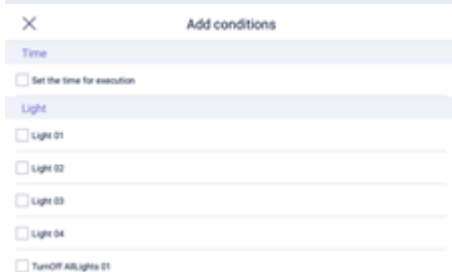 Add conditions
Time
Set the time for execution
Light
Light 01
Light 02
Light 03
Light 04
TurnOff AllLights 01